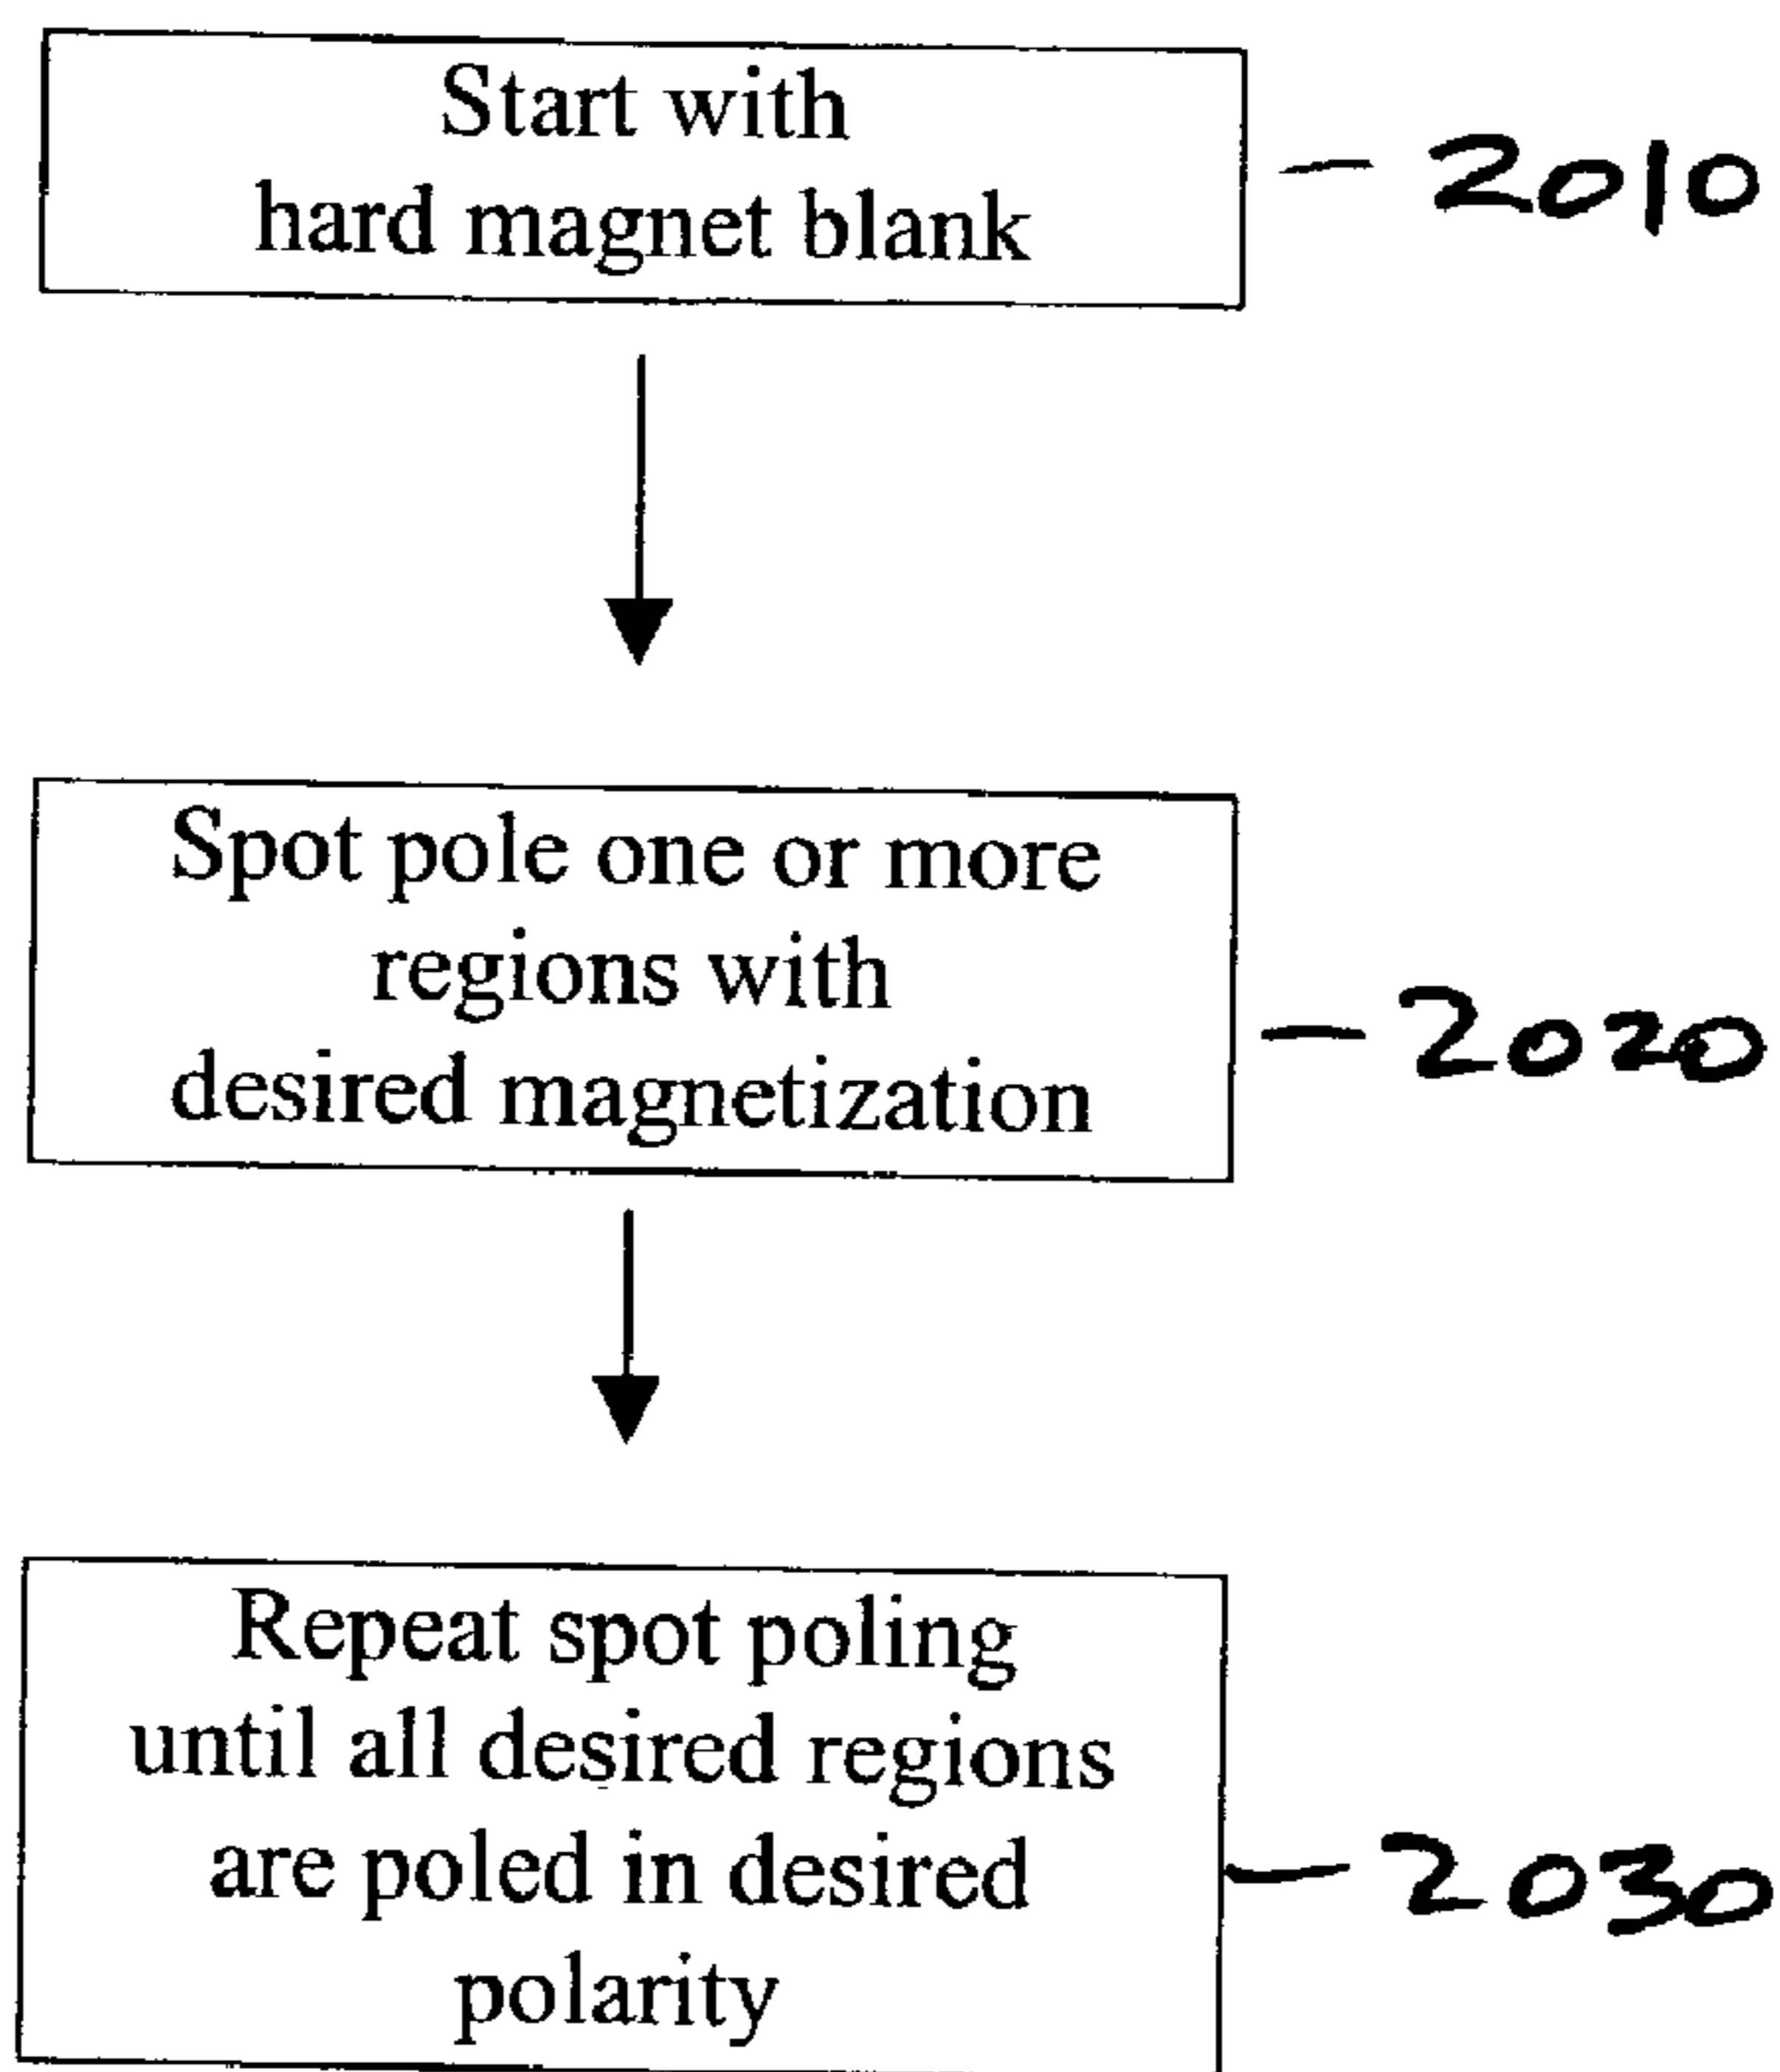 Start with
hard magnet blank
2010
Spot pole one or more
regions with
desired magnetization
2020
Repeat spot poling
until all desired regions
are poled in desired
polarity
2030